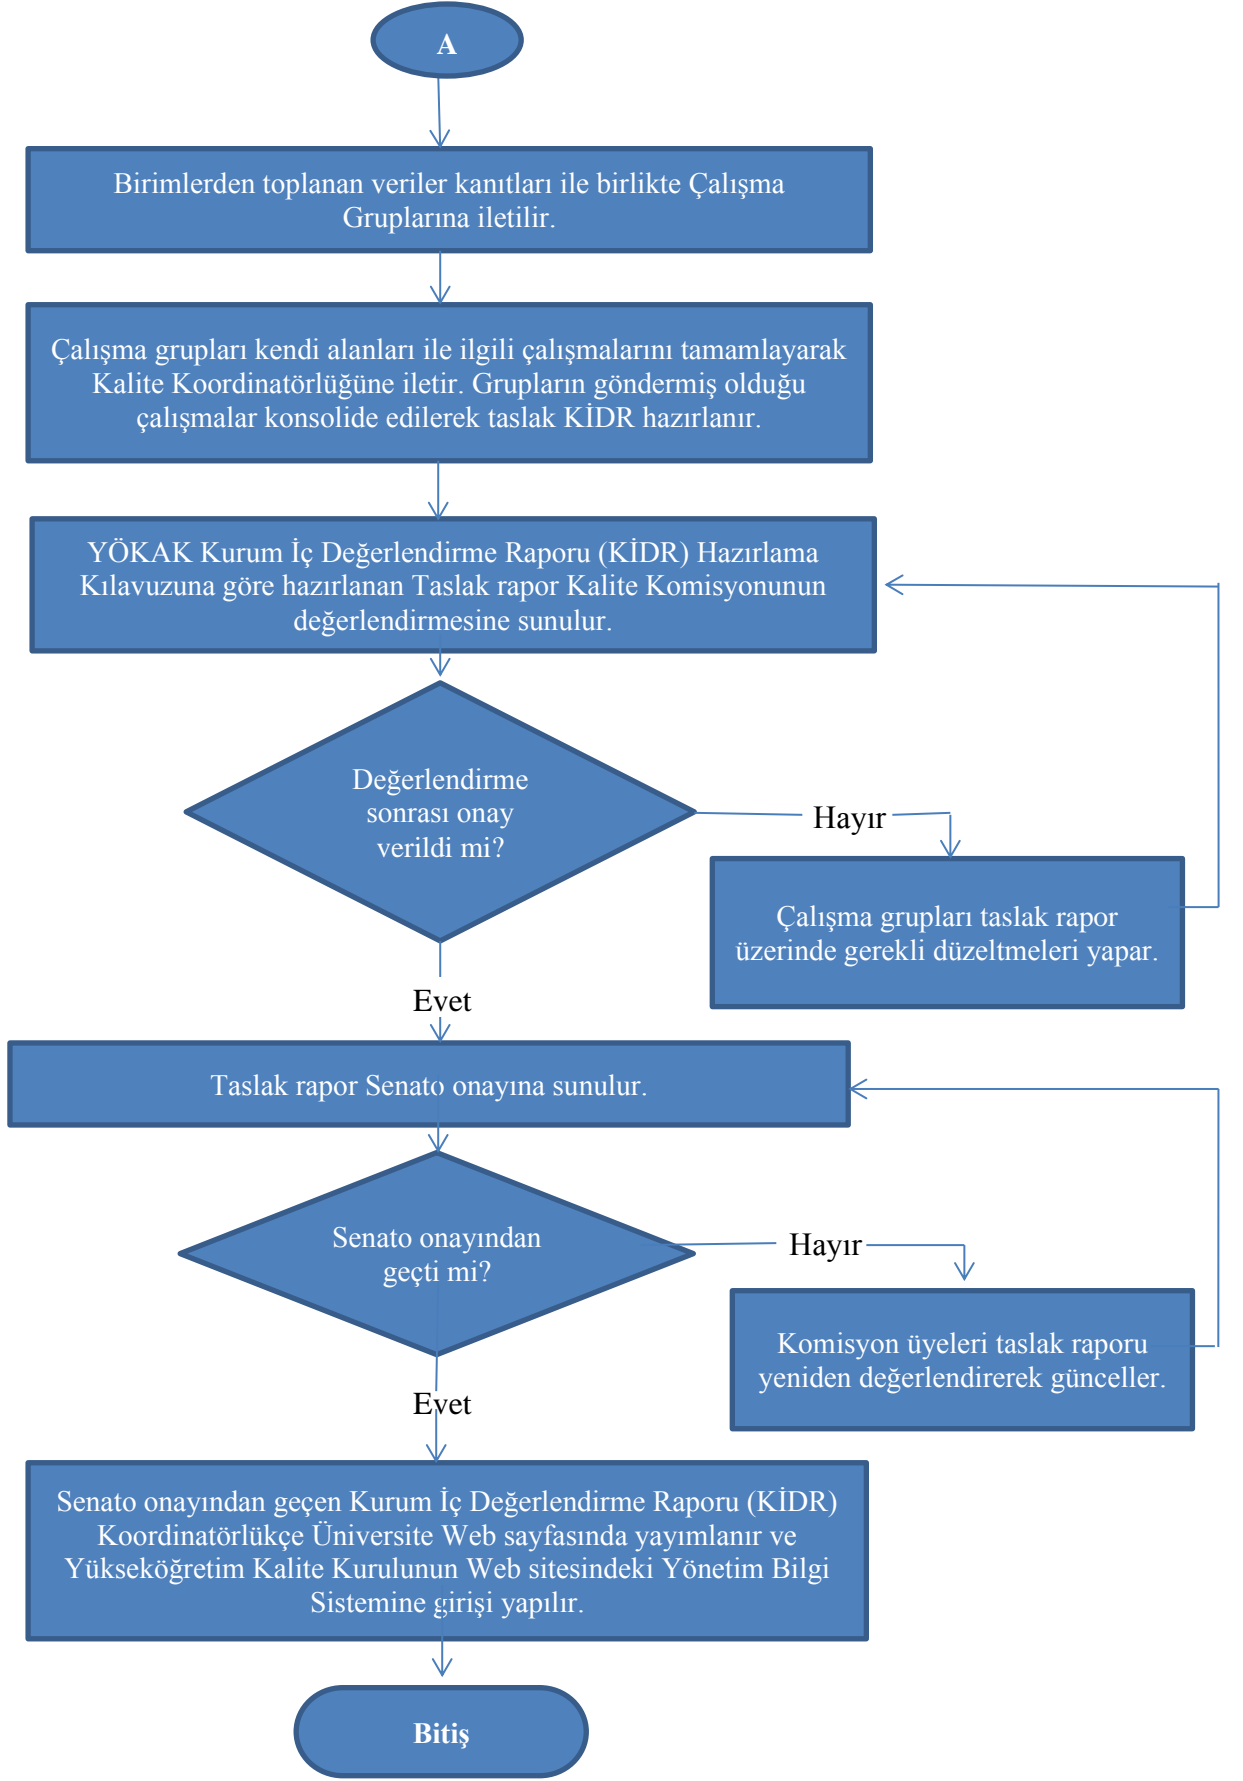 A
Birimlerden toplanan veriler kanıtları ile birlikte Çalışma
Gruplarına iletilir.
Çalışma grupları kendi alanları ile ilgili çalışmalarını tamamlayarak
Kalite Koordinatörlüğüne iletir. Grupların göndermiş olduğu
çalışmalar konsolide edilerek taslak KİDR hazırlanır.
YÖKAK Kurum İç Değerlendirme Raporu (KİDR) Hazırlama
Kılavuzuna göre hazırlanan Taslak rapor Kalite Komisyonunun
değerlendirmesine sunulur.
Değerlendirme
sonrası onay
verildi mi?
Hayır
Çalışma grupları taslak rapor
üzerinde gerekli düzeltmeleri yapar.
Evet
Taslak rapor Senato onayına sunulur.
Senato onayından
geçti mi?
Hayır
Komisyon üyeleri taslak raporu
yeniden değerlendirerek günceller.
Evet
Senato onayından geçen Kurum İç Değerlendirme Raporu (KİDR)
Koordinatörlükçe Üniversite Web sayfasında yayımlanır ve
Yükseköğretim Kalite Kurulunun Web sitesindeki Yönetim Bilgi
Sistemine girişi yapılır.
Bitiş